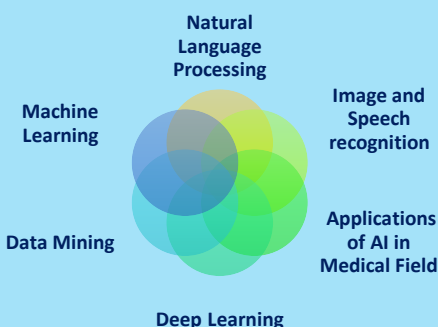 Natural
Language
Processing
Image and
Speech
recognition
Applications
of AI in
Medical Field
Deep Learning
Data Mining
Machine
Learning